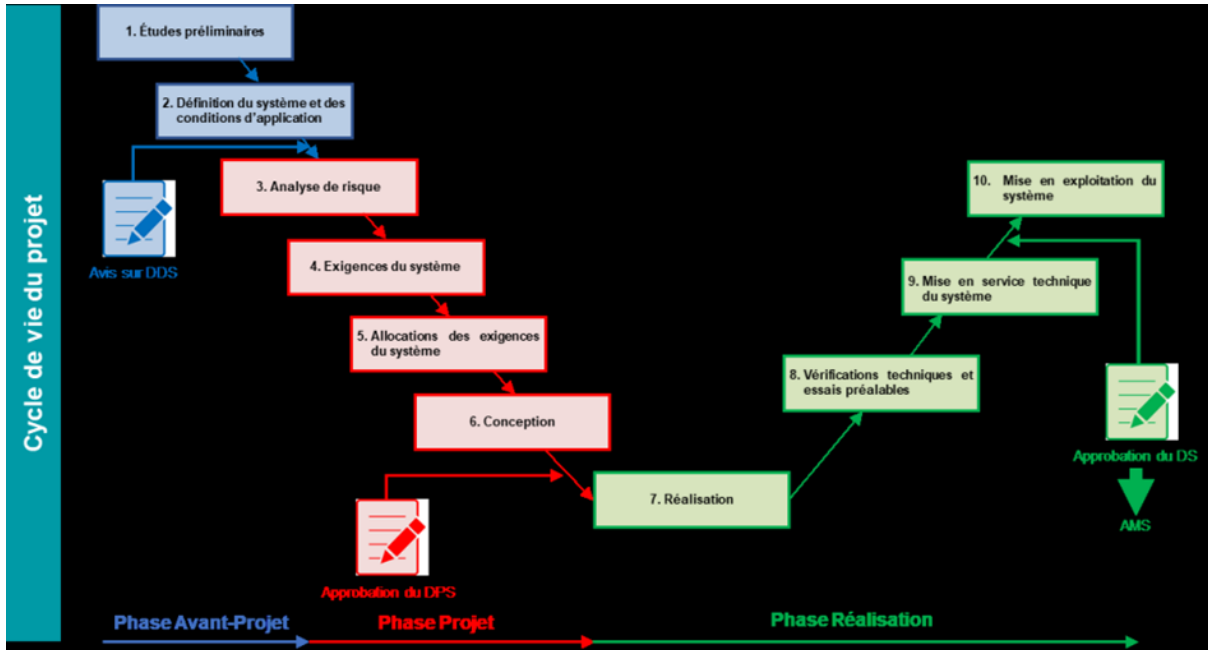 Cycle de vie du projet
1. Études préliminaires
2. Définition du système et des
conditions d'application
3. Analyse de risque
Avis sur DDS
4. Exigences du système
5. Allocations des exigences
du système
6. Conception
Approbation du DPS
7. Réalisation
8. Vérifications techniques et
essais préalables
9. Mise en service technique
du système
10. Mise en exploitation du
système
Approbation du DS
AMS
Phase Avant-Projet
Phase Projet
Phase Réalisation